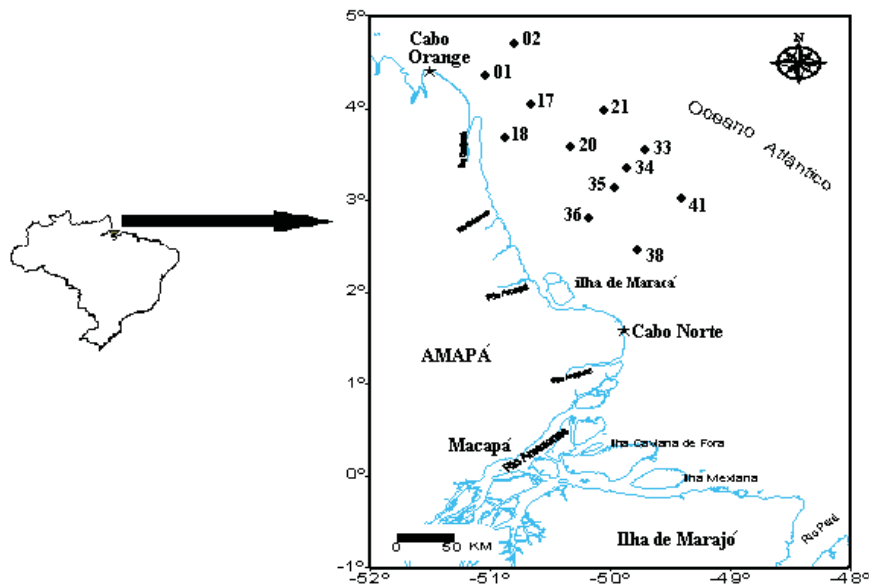 5°
Cabo
Orange
02
N
01
4°
17
21
Oceano
Atlântico
18
20
33
34
3°
35
41
36
38
2°
ilha de Maracá
Cabo Norte
AMAPÁ
1°
Macapá
Rio Amazonas
Ilha Caviana de Fora
0°
Ilha Mexiana
Ilha de Marajó
Rio Pará
0 50 KM
-1°
-52° -51° -50° -49° -48°